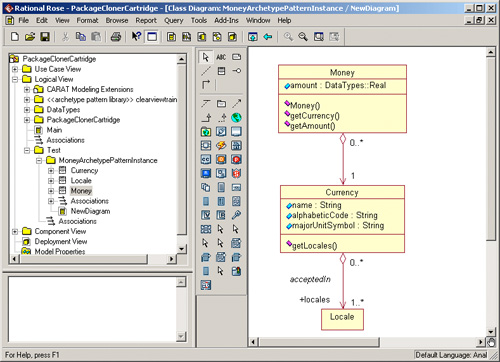 Rational Rose - PackageClonerCartridge - [Class Diagram: MoneyArchetypePatternInstance / NewDiagram]
File Edit View Format Browse Report Query Tools Add-Ins Window Help
PackageClonerCartridge
Use Case View
Logical View
CARAT Modeling Extensions
<<archetype pattern library>> clearviewtrain
DataTypes
PackageClonerCartridge
Main
Associations
Test
MoneyArchetypePatternInstance
Currency
Locale
Money
Associations
NewDiagram
Associations
Component View
Deployment View
Model Properties
ABC
Money
amount : DataTypes::Real
Money()
getCurrency()
getAmount()
0..*
1
Currency
name : String
alphabeticCode : String
majorUnitSymbol : String
getLocales()
0..*
acceptedIn
+locales
1..*
Locale
For Help, press F1
Default Language: Anal